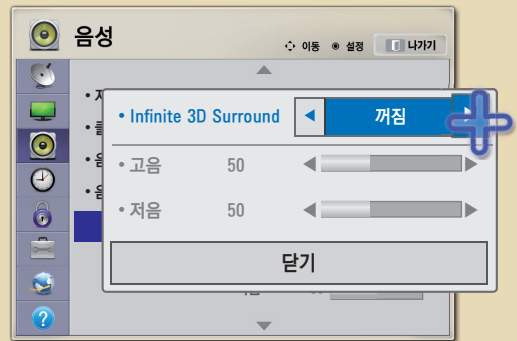 음성
이동 설정 나가기
• Infinite 3D Surround 꺼짐
• 고음 50
• 저음 50
닫기